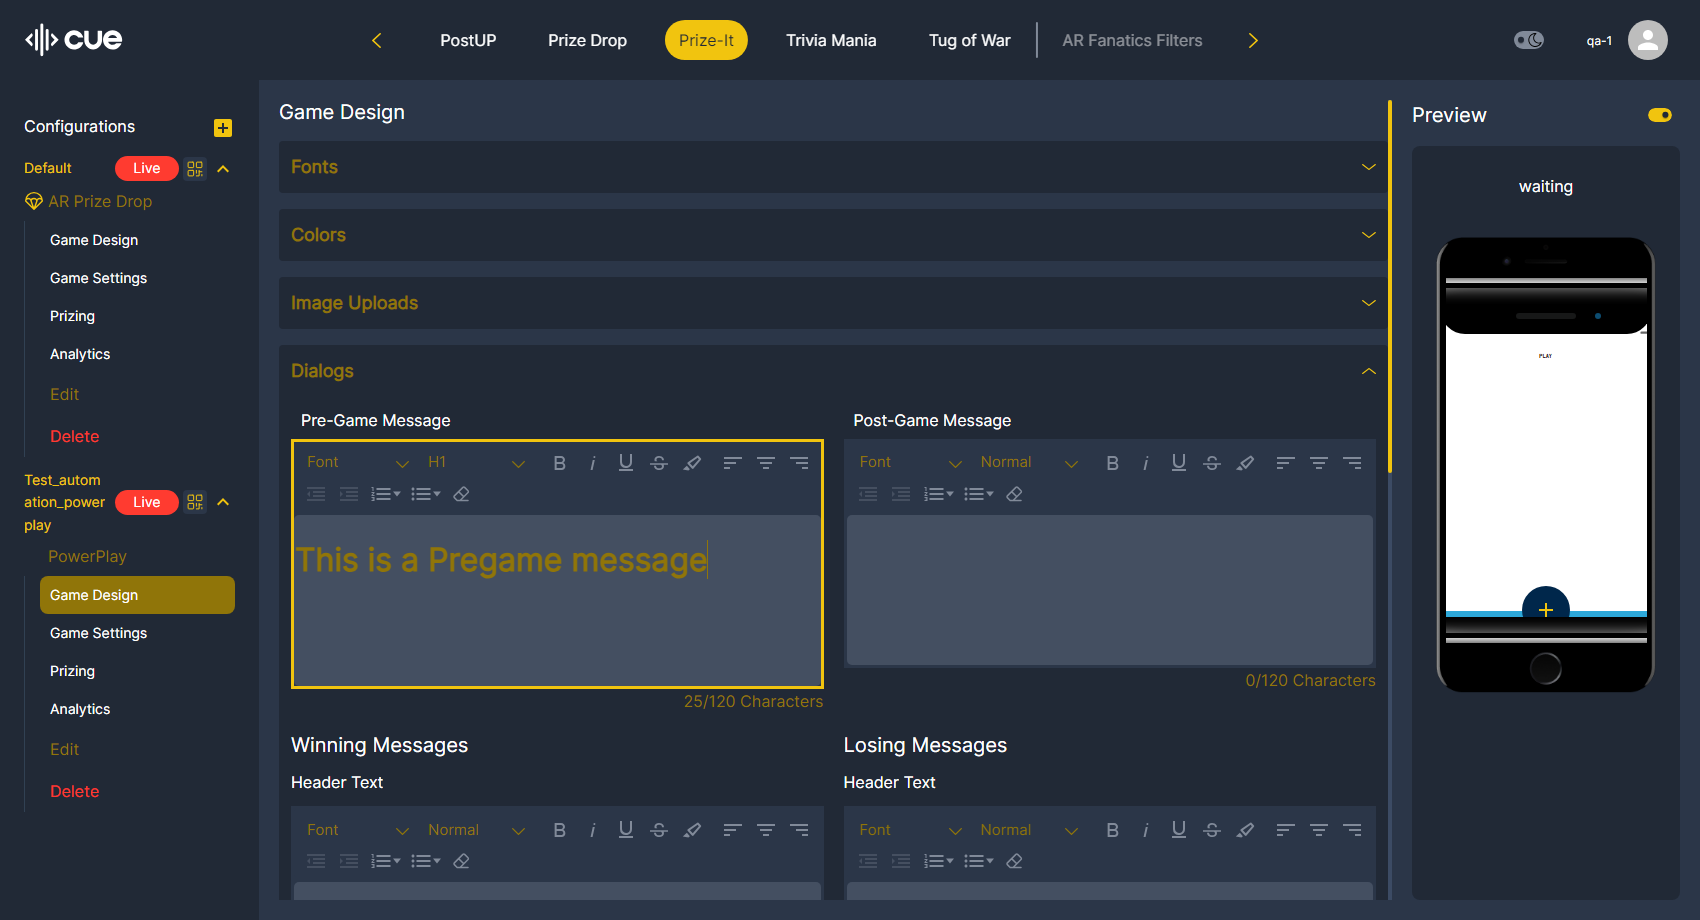 cue
PostUP
Prize Drop
Prize-It
Trivia Mania
Tug of War
AR Fanatics Filters
qa-1
Configurations
Default
Live
AR Prize Drop
Game Design
Game Settings
Prizing
Analytics
Edit
Delete
Test_autom
ation_power
play
Live
PowerPlay
Game Design
Game Settings
Prizing
Analytics
Edit
Delete
Game Design
Fonts
Colors
Image Uploads
Dialogs
Pre-Game Message
Font
H1
This is a Pregame message
25/120 Characters
Post-Game Message
Font
Normal
0/120 Characters
Winning Messages
Header Text
Font
Normal
Losing Messages
Header Text
Font
Normal
Preview
waiting
PLAY